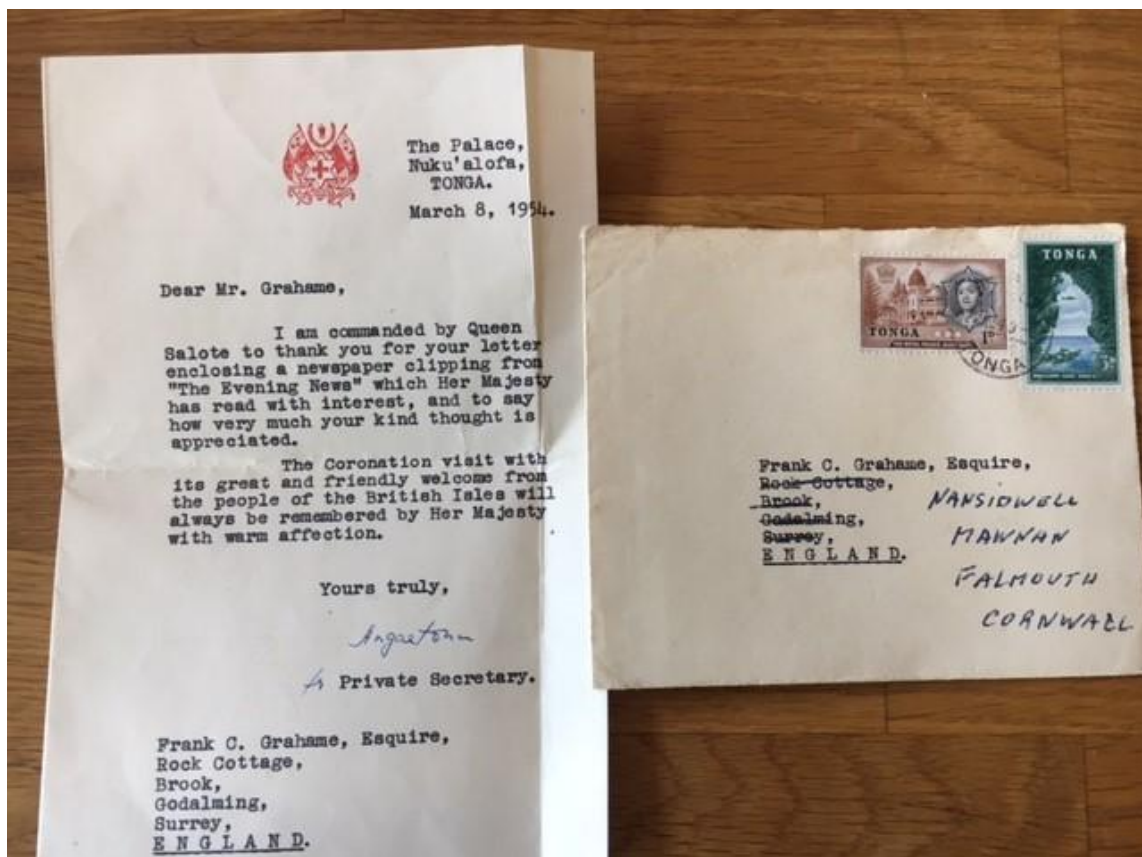 The Palace,
Nuku'alofa,
TONGA.
March 8, 1954.
Dear Mr. Grahame,
I am commanded by Queen
Salote to thank you for your letter
enclosing a newspaper clipping from
"The Evening News" which Her Majesty
has read with interest, and to say
how very much your kind thought is
appreciated.
The Coronation visit with
its great and friendly welcome from
the people of the British Isles will
always be remembered by Her Majesty
with warm affection.
Yours truly,
Private Secretary.
Frank C. Grahame, Esquire,
Rock Cottage,
Brook,
Godalming,
Surrey,
ENGLAND.
TONGA
1D
TONGA
TONGA
Frank C. Grahame, Esquire,
Rock Cottage,
Brook,
Godalming,
Surrey,
ENGLAND.
NANSIDWELL
MAWNAN
FALMOUTH
CORNWALL